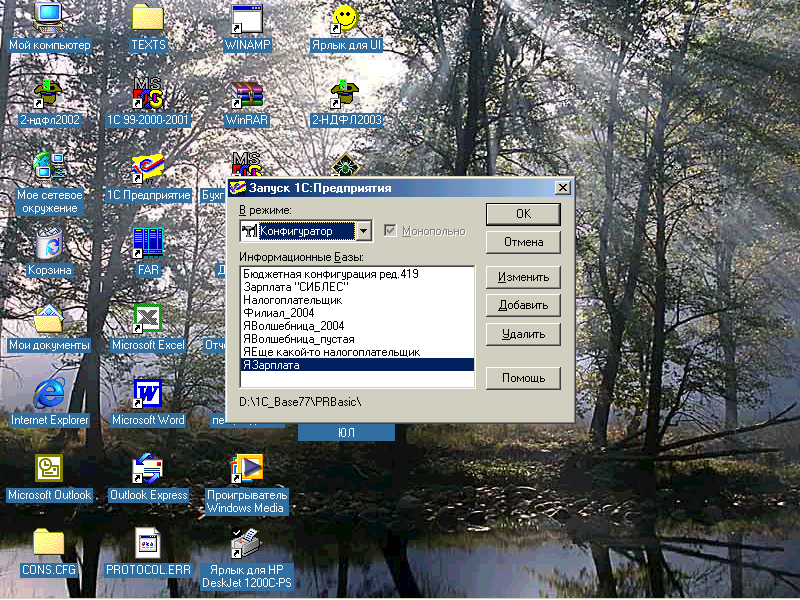 Мой компьютер
TEXTS
WINAMP
Ярлык для UI
2-ндфл2002
1С 99-2000-2001
WinRAR
2-НДФЛ2003
Мое сетевое
окружение
1С Предприятие
Бухг
Корзина
FAR
Д
Мои документы
Microsoft Excel
Отче
Internet Explorer
Microsoft Word
ЮЛ
Microsoft Outlook
Outlook Express
Проигрыватель
Windows Media
CONS.CFG
PROTOCOL.ERR
Ярлык для HP
DeskJet 1200C-PS
Запуск 1С:Предприятия
В режиме:
Конфигуратор
Монопольно
Информационные Базы:
Бюджетная конфигурация ред.419
Зарплата "СИБЛЕС"
Налогоплательщик
Филиал_2004
ЯВолшебница_2004
ЯВолшебница_пустая
ЯЕще какой-то налогоплательщик
ЯЗарплата
D:\1C_Base77\PRBasic\
OK
Отмена
Изменить
Добавить
Удалить
Помощь